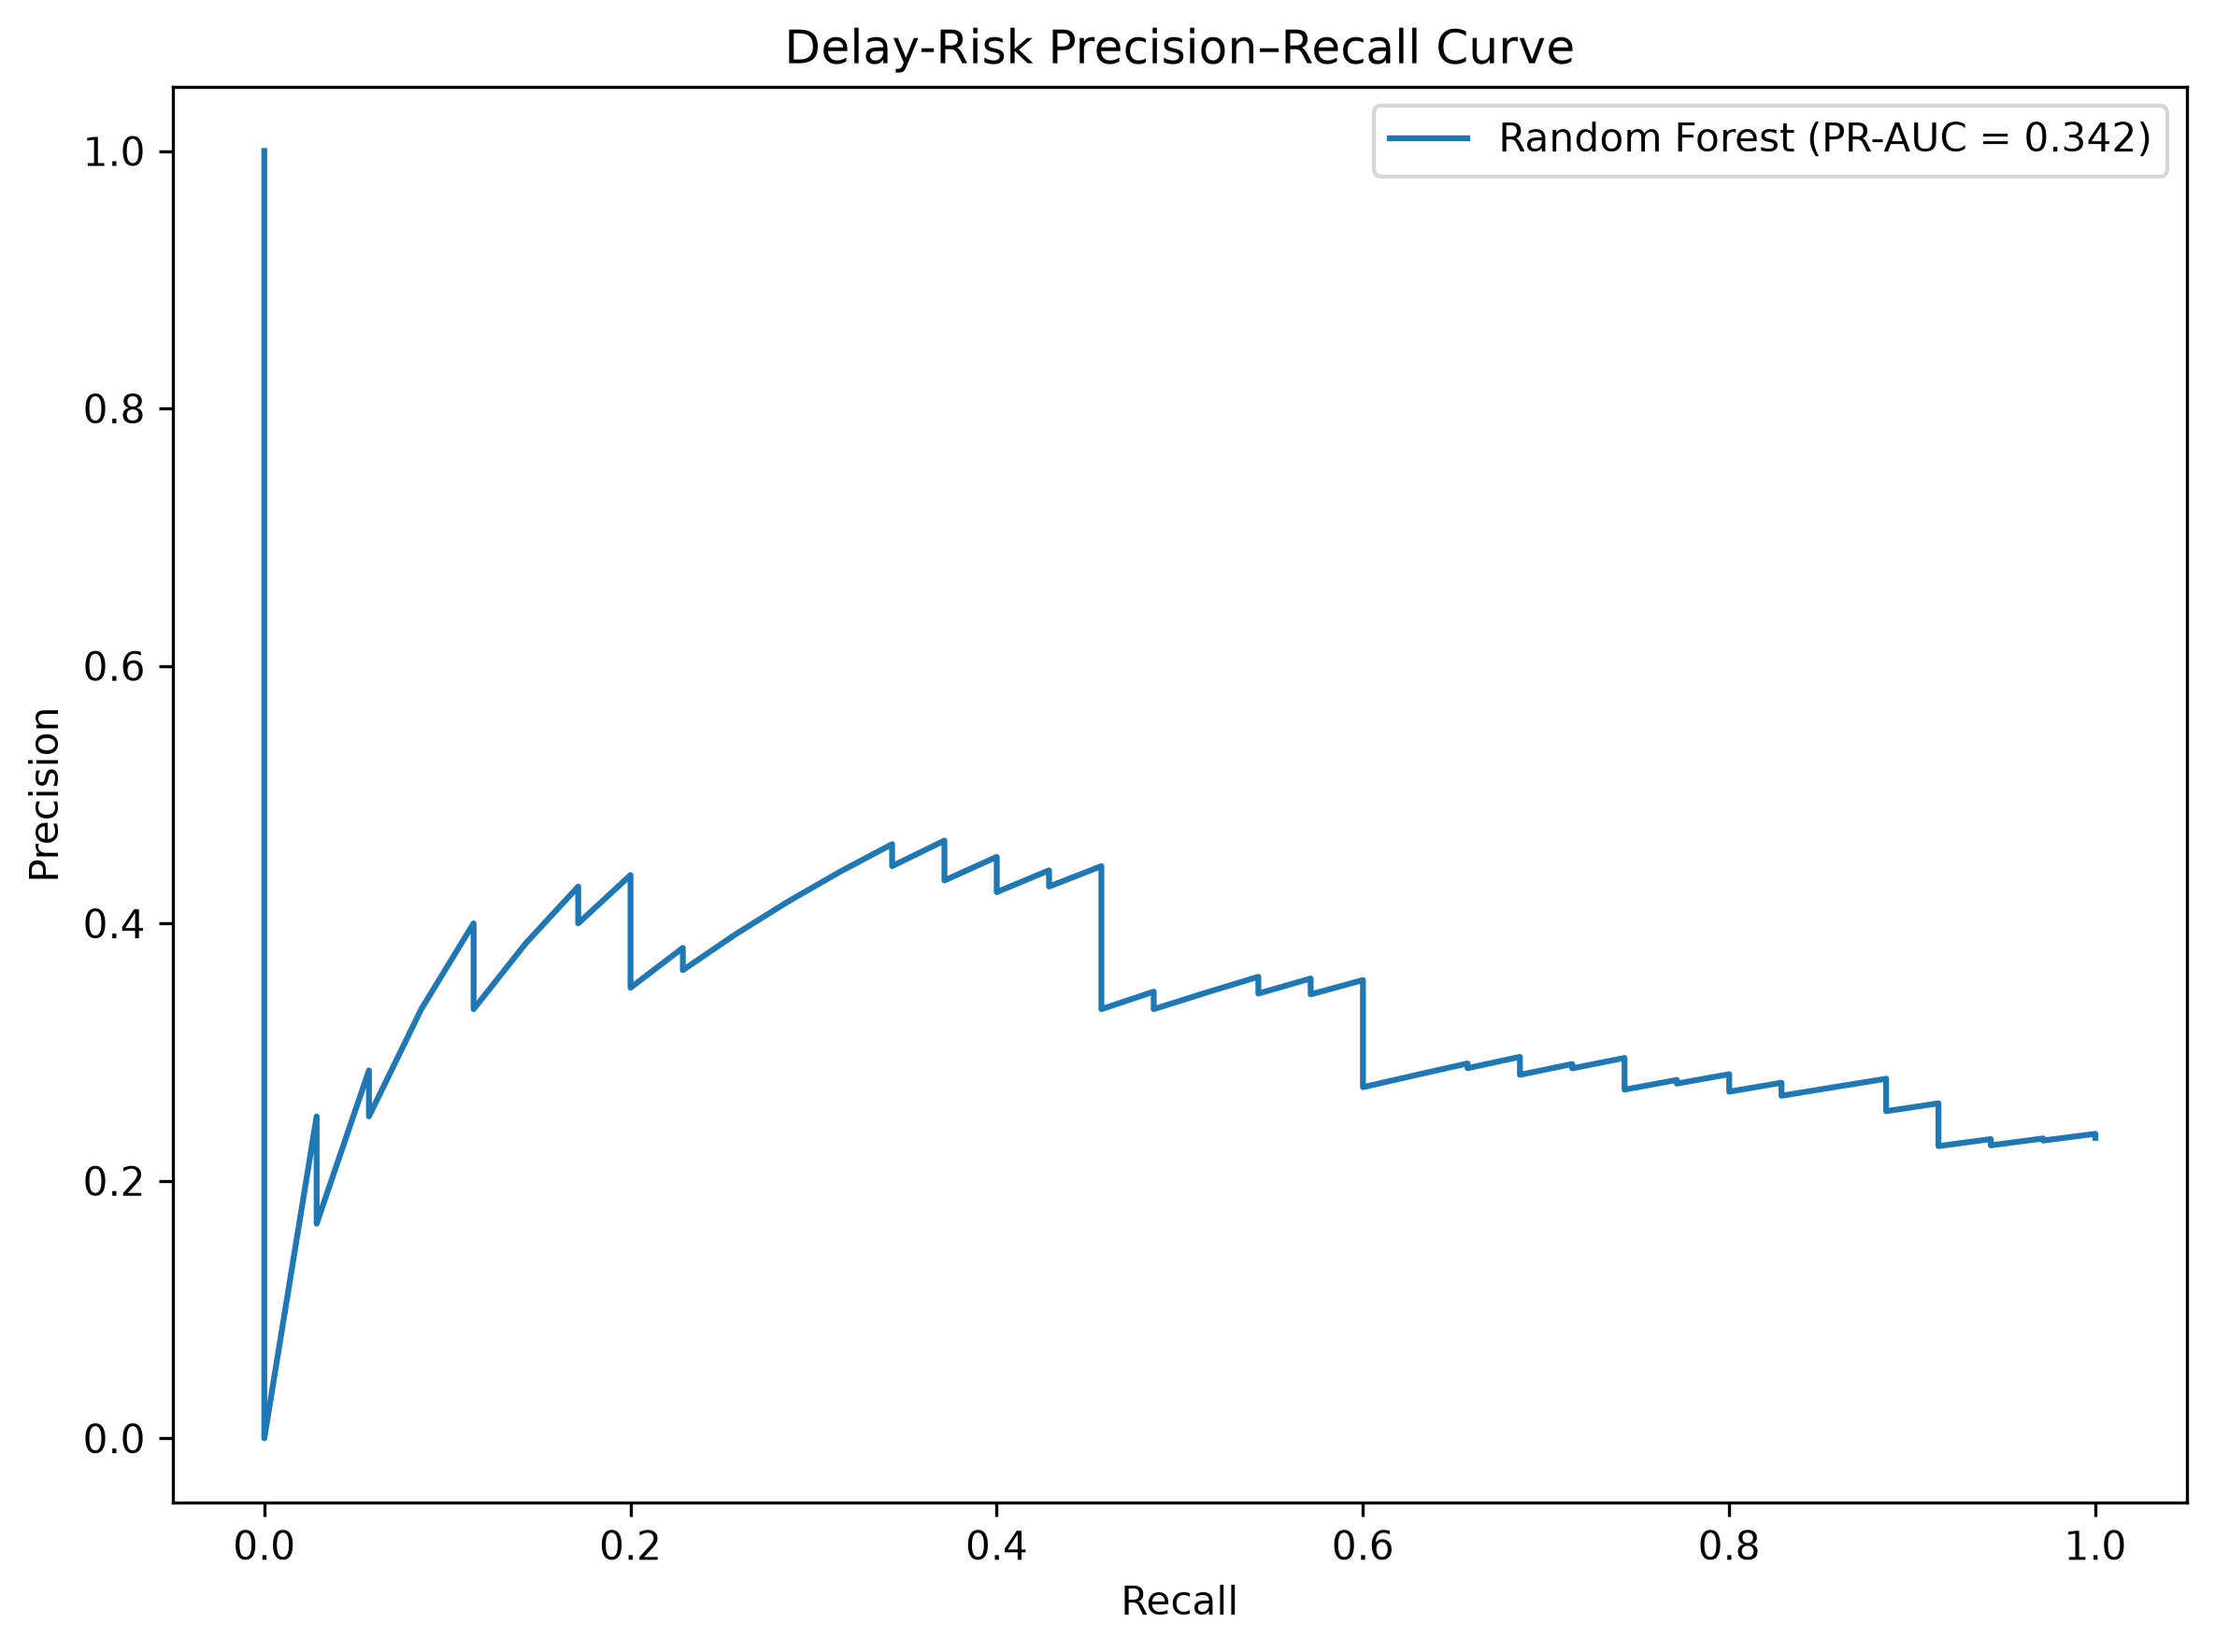 Delay-Risk Precision–Recall Curve
Random Forest (PR-AUC = 0.342)
1.0
0.8
0.6
0.4
0.2
0.0
Precision
0.0 0.2 0.4 0.6 0.8 1.0
Recall